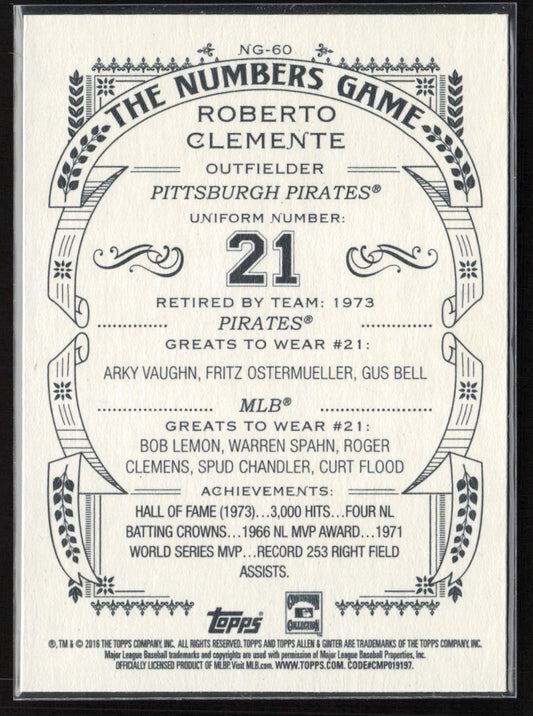 NG-60
THE NUMBERS GAME
ROBERTO
CLEMENTE
OUTFIELDER
PITTSBURGH PIRATES®
UNIFORM NUMBER:
21
RETIRED BY TEAM: 1973
PIRATES®
GREATS TO WEAR #21:
ARKY VAUGHN, FRITZ OSTERMUELLER, GUS BELL
MLB®
GREATS TO WEAR #21:
BOB LEMON, WARREN SPAHN, ROGER
CLEMENS, SPUD CHANDLER, CURT FLOOD
ACHIEVEMENTS:
HALL OF FAME (1973)...3,000 HITS...FOUR NL
BATTING CROWNS...1966 NL MVP AWARD...1971
WORLD SERIES MVP...RECORD 253 RIGHT FIELD
ASSISTS.
Topps
COOPERSTOWN
COLLECTION
®, TM & © 2016 THE TOPPS COMPANY, INC. ALL RIGHTS RESERVED. TOPPS AND TOPPS ALLEN & GINTER ARE TRADEMARKS OF THE TOPPS COMPANY, INC.
Major League Baseball trademarks and copyrights are used with permission of Major League Baseball Properties, Inc.
OFFICIALLY LICENSED PRODUCT OF MLBP. Visit MLB.com. WWW.TOPPS.COM. CODE#CMP019197.